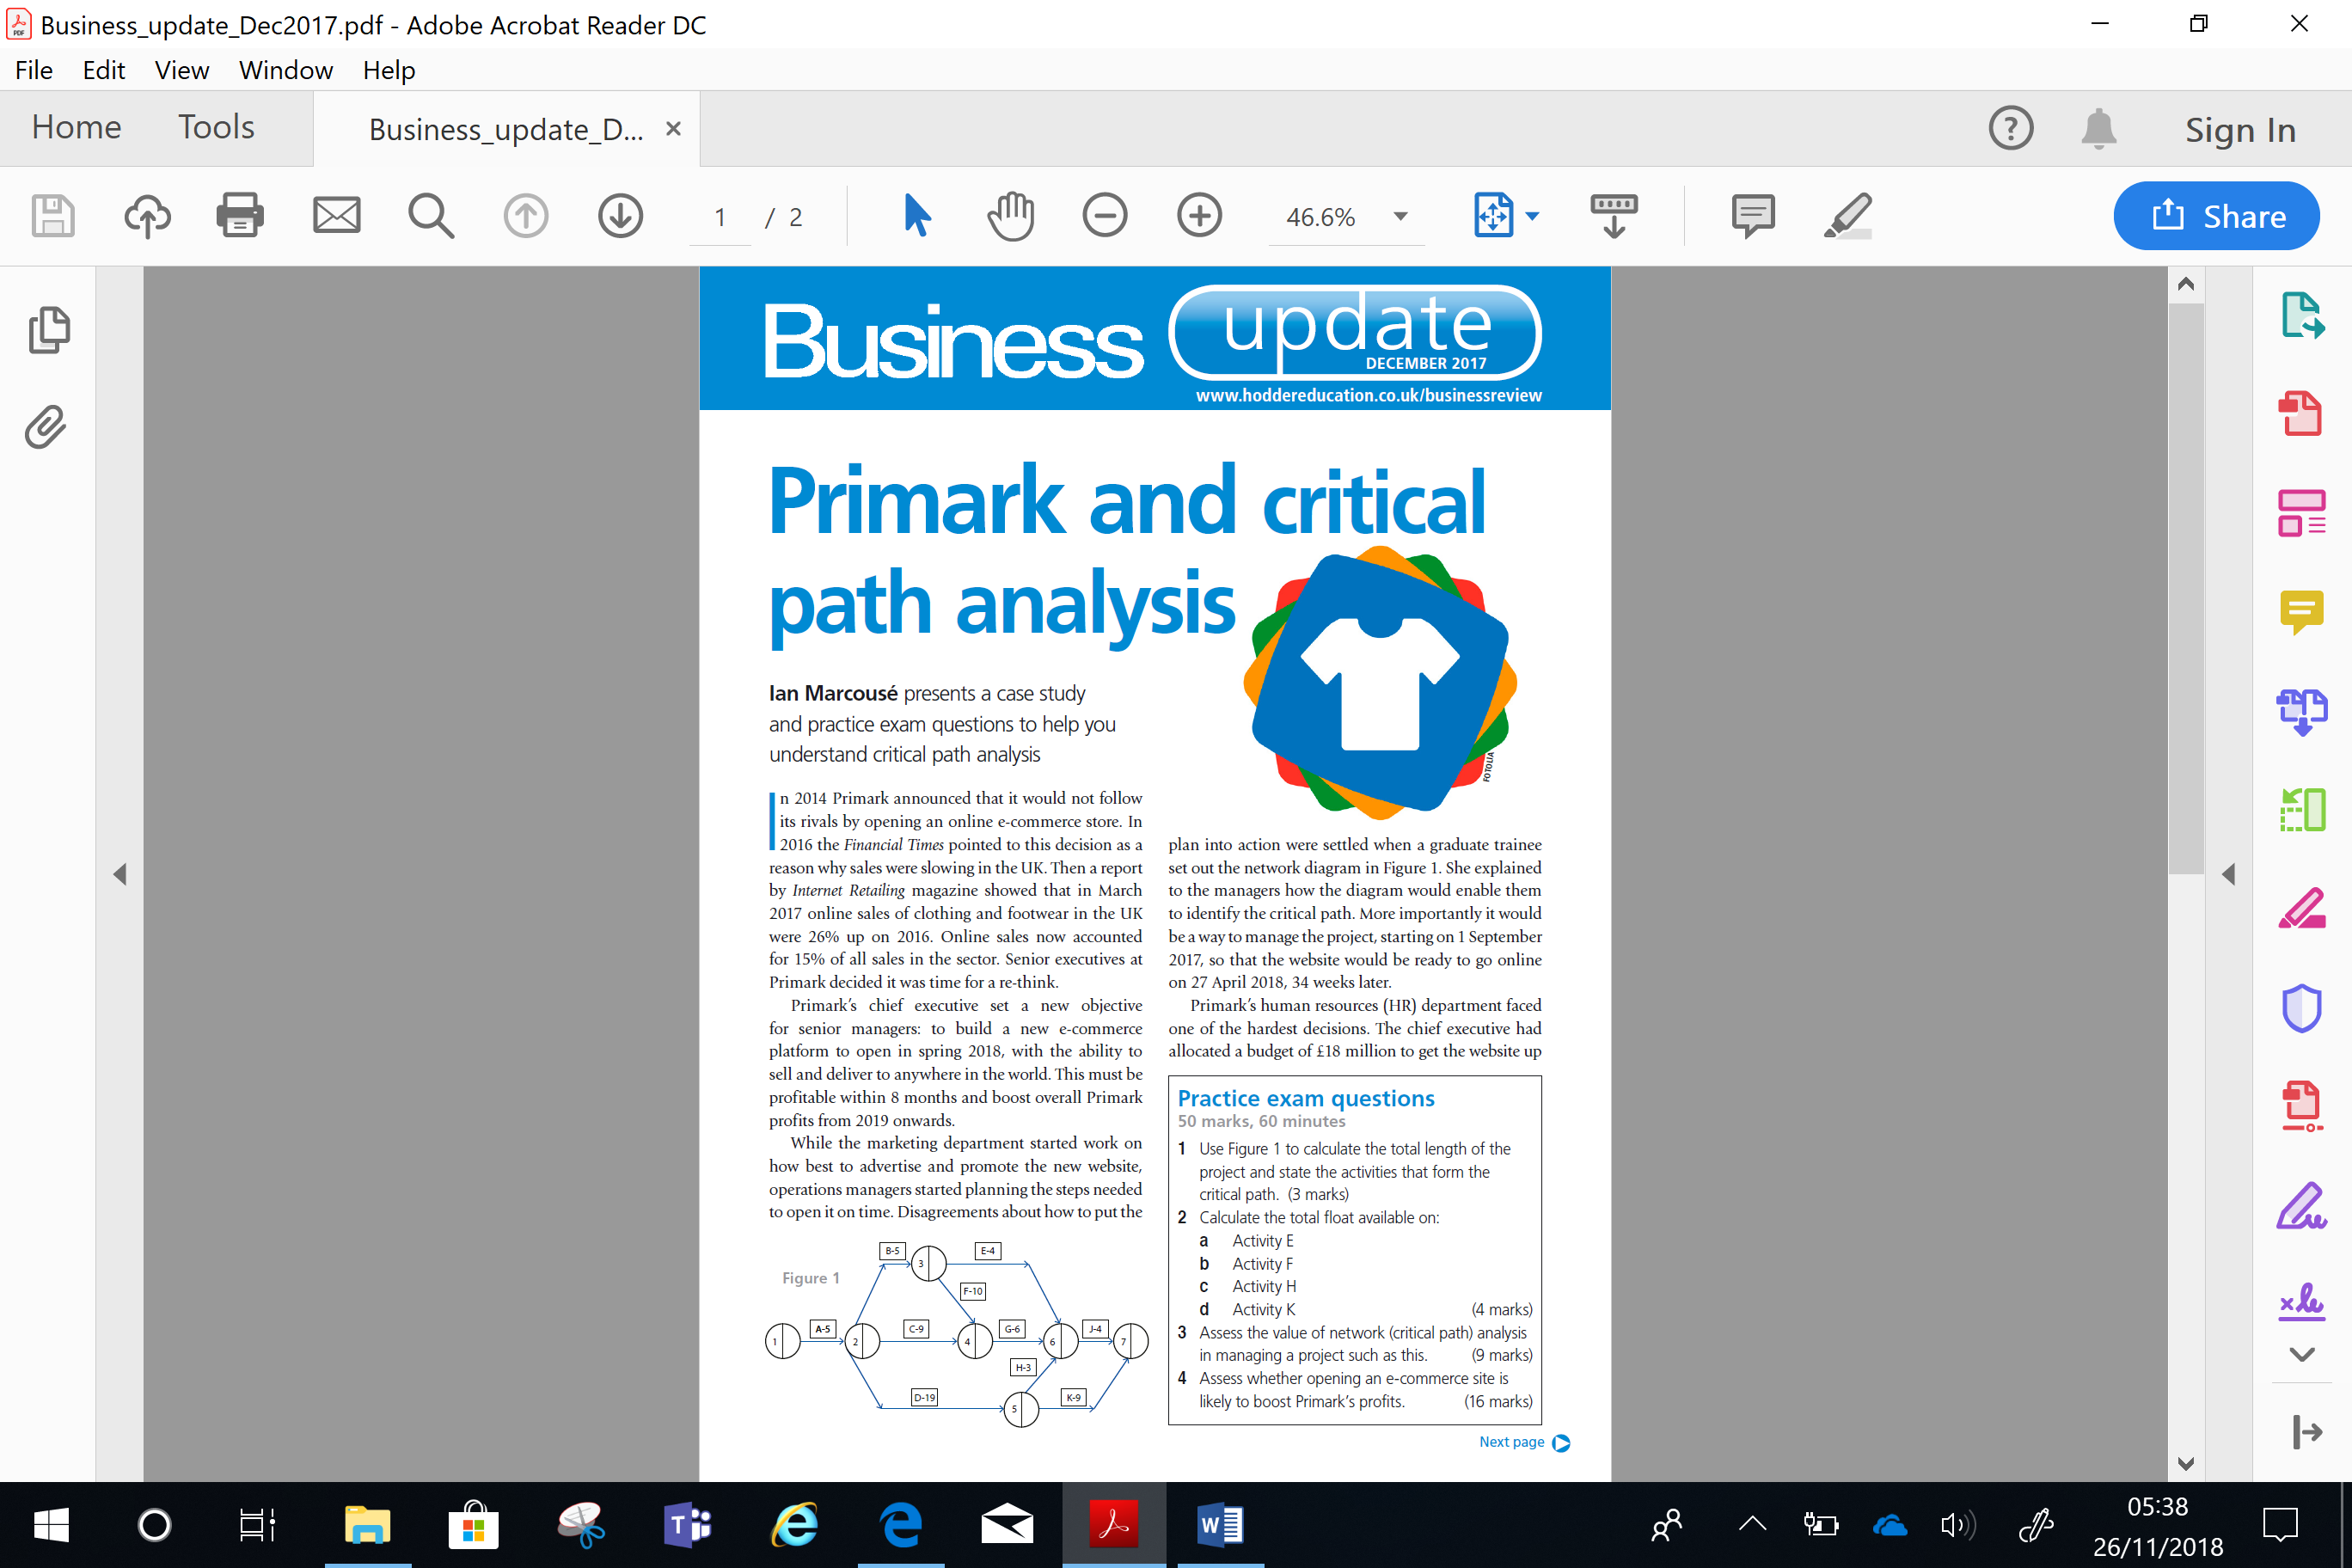 Business_update_Dec2017.pdf - Adobe Acrobat Reader DC
File Edit View Window Help
Home Tools Business_update_D... × ? Sign In
1 / 2 46.6% Share
Business update
DECEMBER 2017
www.hoddereducation.co.uk/businessreview
Primark and critical
path analysis
Ian Marcousé presents a case study
and practice exam questions to help you
understand critical path analysis
FOTOLIA
In 2014 Primark announced that it would not follow
its rivals by opening an online e-commerce store. In
2016 the Financial Times pointed to this decision as a
reason why sales were slowing in the UK. Then a report
by Internet Retailing magazine showed that in March
2017 online sales of clothing and footwear in the UK
were 26% up on 2016. Online sales now accounted
for 15% of all sales in the sector. Senior executives at
Primark decided it was time for a re-think.
Primark's chief executive set a new objective
for senior managers: to build a new e-commerce
platform to open in spring 2018, with the ability to
sell and deliver to anywhere in the world. This must be
profitable within 8 months and boost overall Primark
profits from 2019 onwards.
While the marketing department started work on
how best to advertise and promote the new website,
operations managers started planning the steps needed
to open it on time. Disagreements about how to put the
plan into action were settled when a graduate trainee
set out the network diagram in Figure 1. She explained
to the managers how the diagram would enable them
to identify the critical path. More importantly it would
be a way to manage the project, starting on 1 September
2017, so that the website would be ready to go online
on 27 April 2018, 34 weeks later.
Primark's human resources (HR) department faced
one of the hardest decisions. The chief executive had
allocated a budget of £18 million to get the website up
Figure 1
B-5 3 E-4
F-10
1 A-5 2 C-9 4 G-6 6 J-4 7
H-3
D-19 5 K-9
Practice exam questions
50 marks, 60 minutes
1 Use Figure 1 to calculate the total length of the
project and state the activities that form the
critical path. (3 marks)
2 Calculate the total float available on:
a Activity E
b Activity F
c Activity H
d Activity K (4 marks)
3 Assess the value of network (critical path) analysis
in managing a project such as this. (9 marks)
4 Assess whether opening an e-commerce site is
likely to boost Primark's profits. (16 marks)
Next page
05:38
26/11/2018